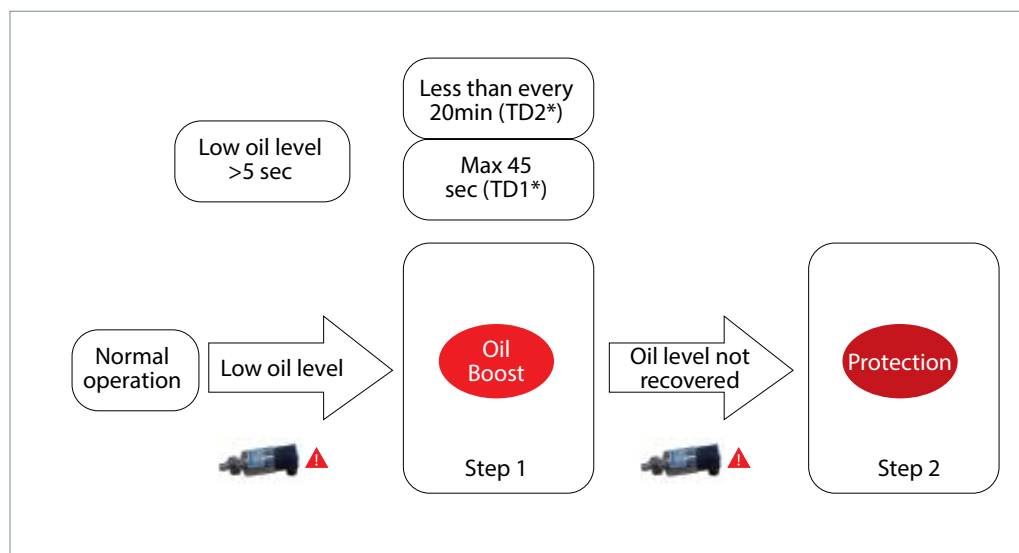 Less than every
20min (TD2*)
Low oil level
>5 sec
Max 45
sec (TD1*)
Normal
operation
Low oil level
Oil
Boost
Oil level not
recovered
Protection
!
!
Step 1
Step 2